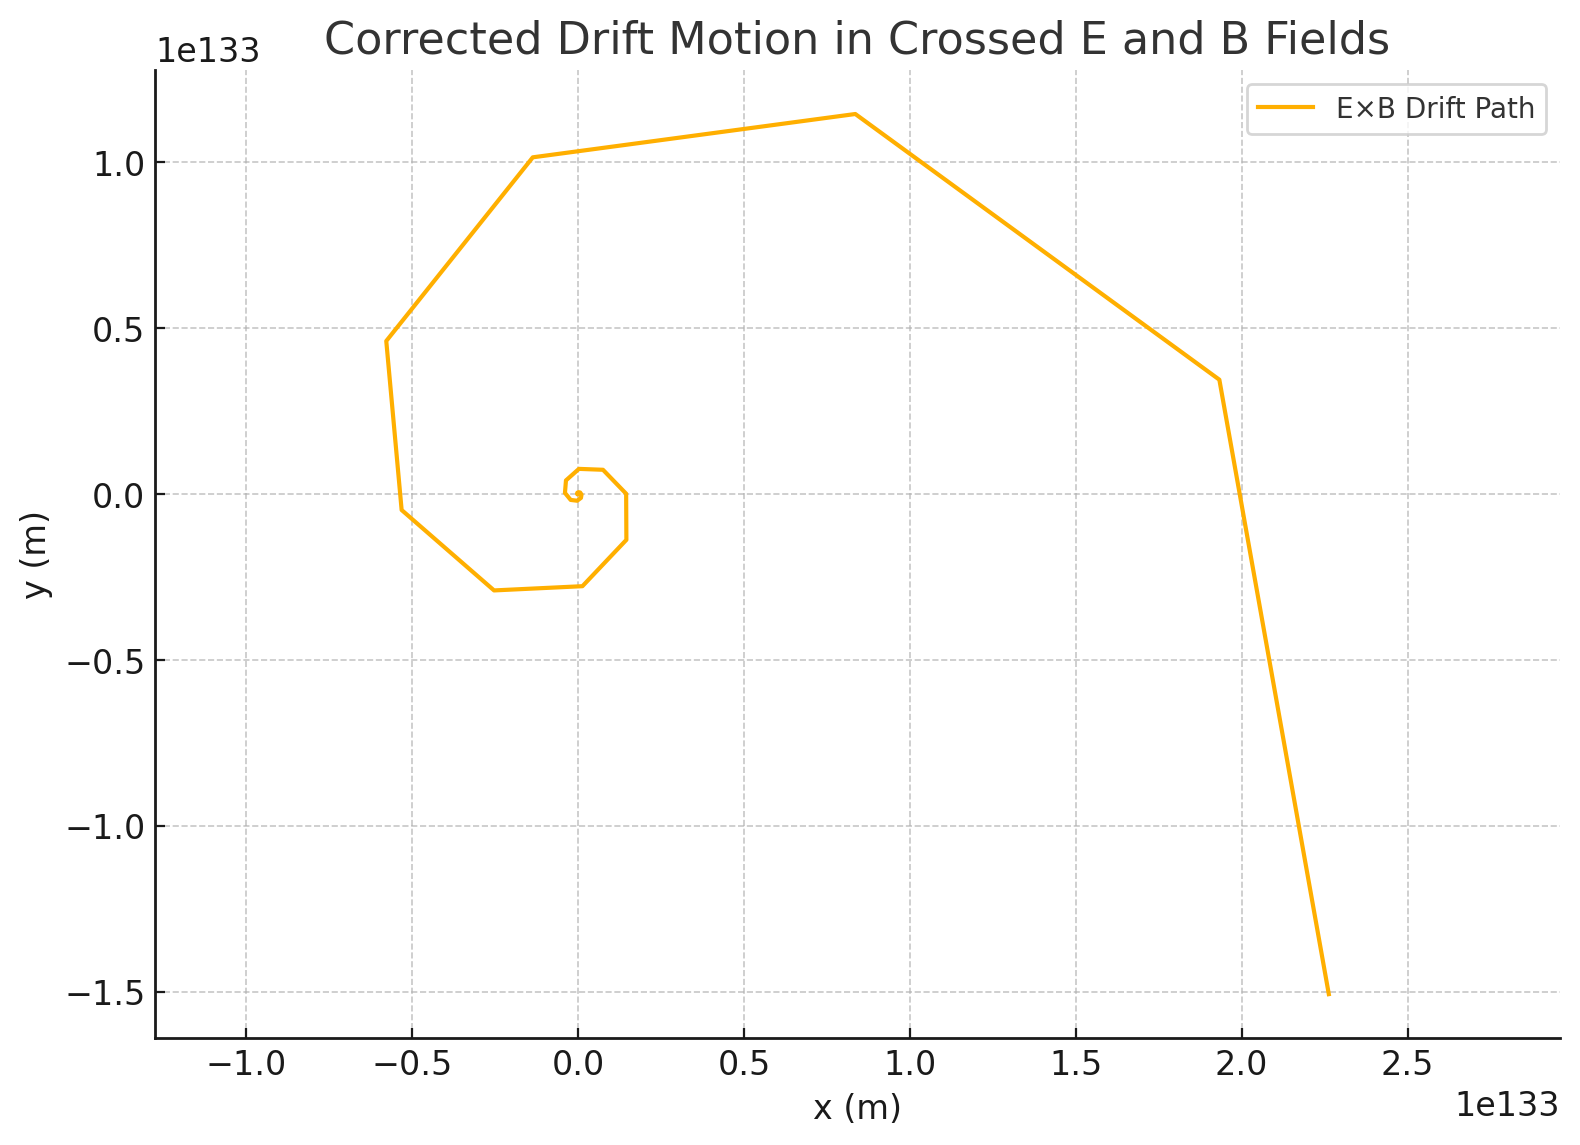 Corrected Drift Motion in Crossed E and B Fields
1e133
E×B Drift Path
1.0
0.5
0.0
−0.5
−1.0
−1.5
y (m)
−1.0 −0.5 0.0 0.5 1.0 1.5 2.0 2.5
x (m)
1e133